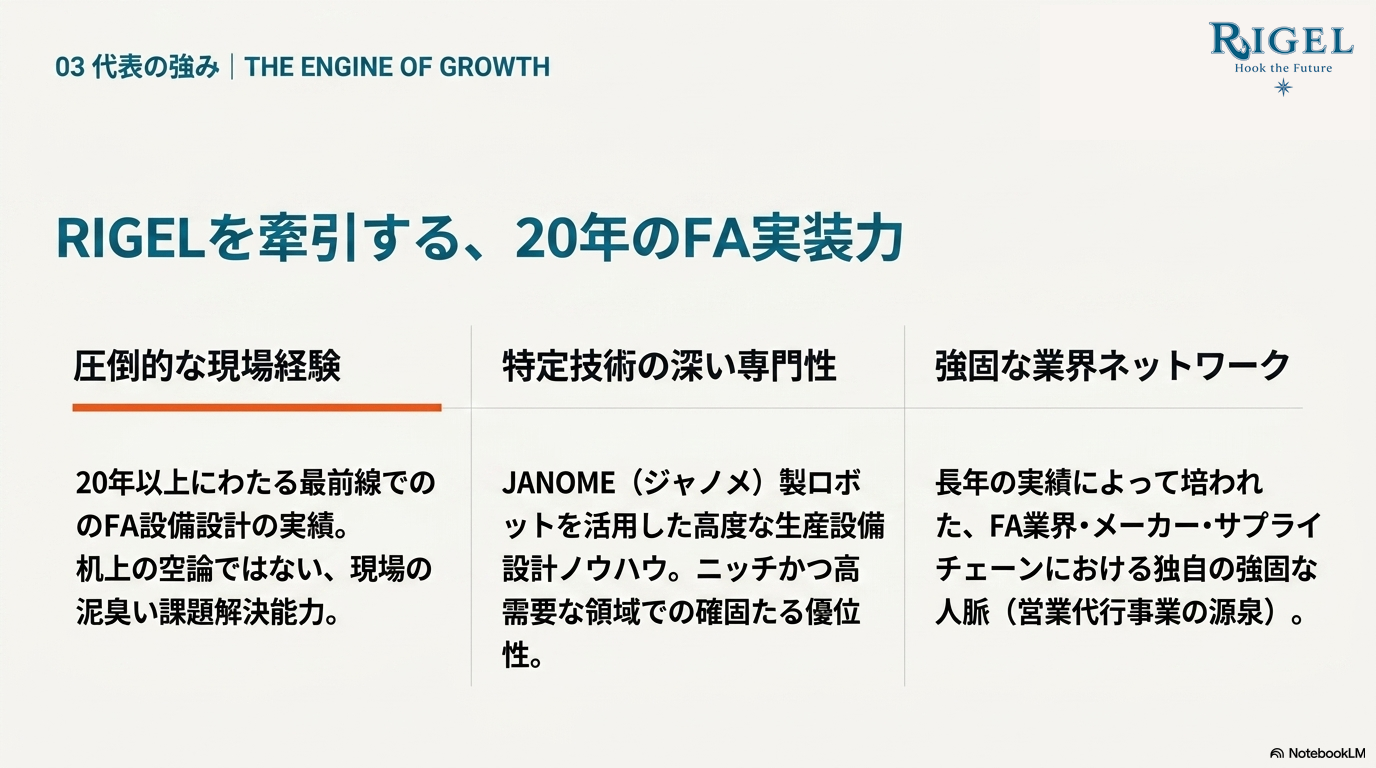 03 代表の強み｜THE ENGINE OF GROWTH
RIGEL
Hook the Future
RIGELを牽引する、20年のFA実装力
圧倒的な現場経験
20年以上にわたる最前線での
のFA設備設計の実績。
机上の空論ではない、現場の
泥臭い課題解決能力。
特定技術の深い専門性
JANOME（ジャノメ）製ロボ
ットを活用した高度な生産設備
設計ノウハウ。ニッチかつ高
需要な領域での確固たる優位
性。
強固な業界ネットワーク
長年の実績によって培われ
た、FA業界・メーカー・サプライ
チェーンにおける独自の強固な
人脈（営業代行事業の源泉）。
NotebookLM